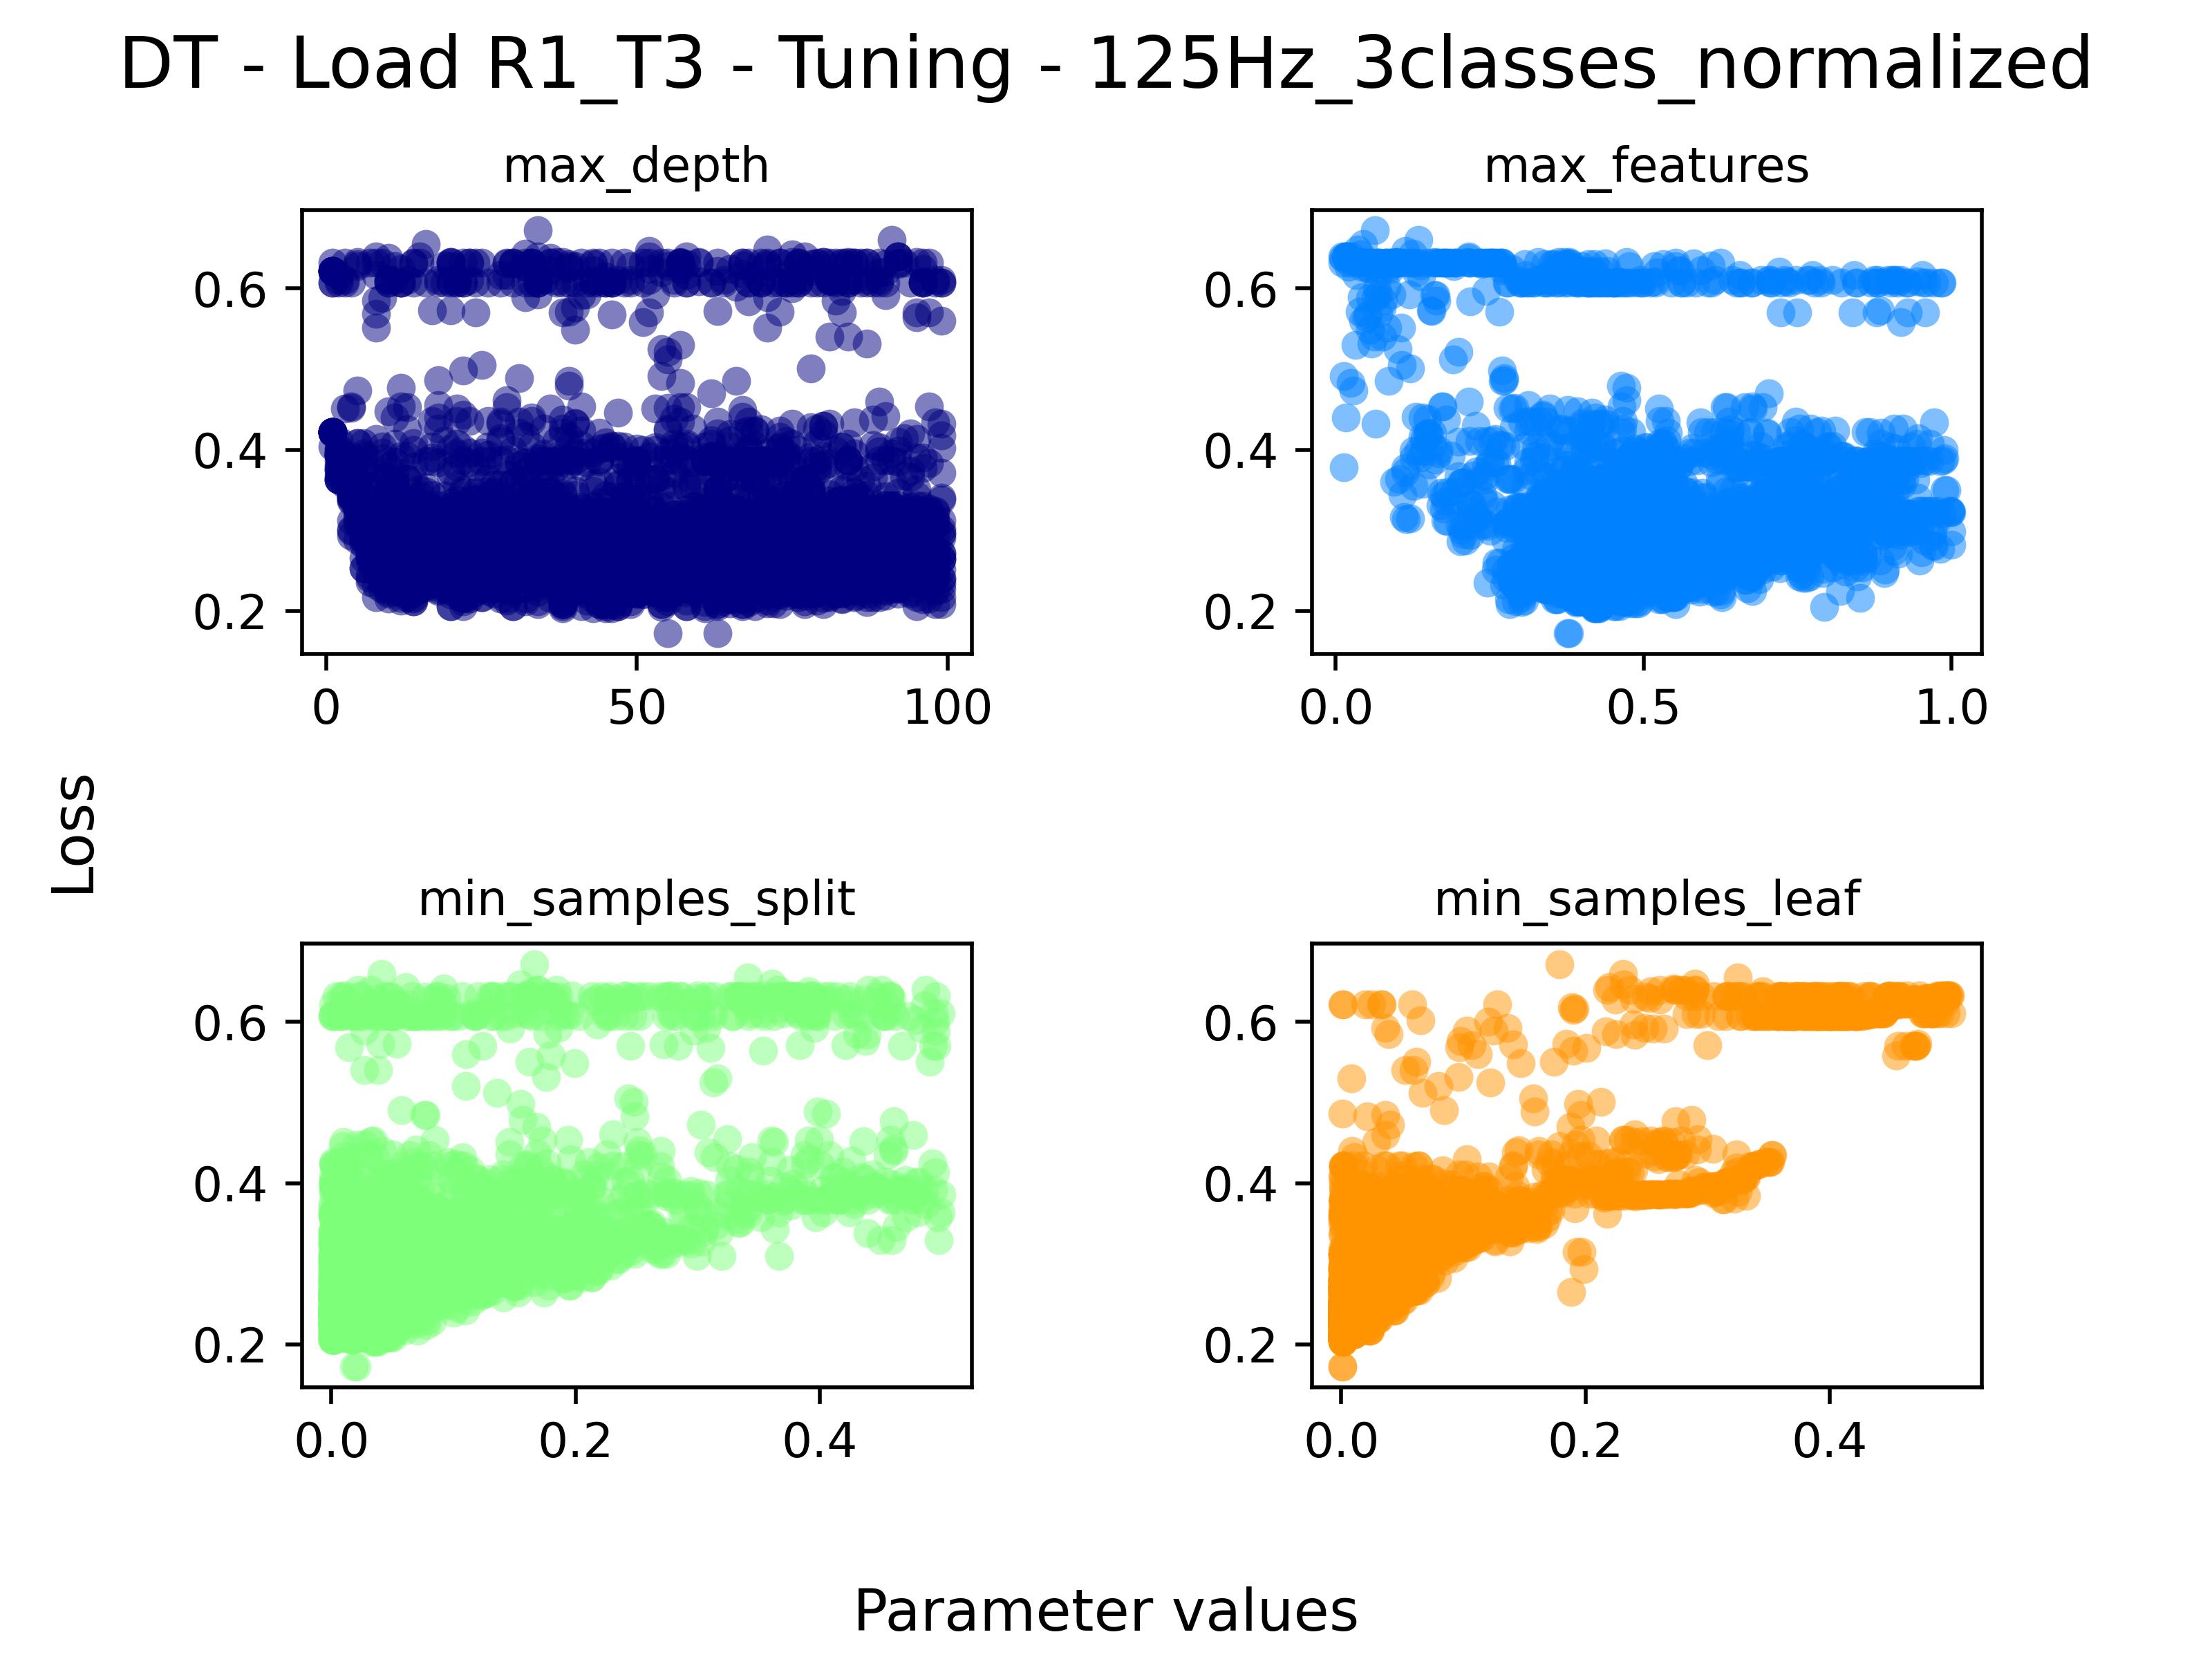 DT - Load R1_T3 - Tuning - 125Hz_3classes_normalized
max_depth
0.6
0.4
0.2
0 50 100
max_features
0.6
0.4
0.2
0.0 0.5 1.0
Loss
min_samples_split
0.6
0.4
0.2
0.0 0.2 0.4
min_samples_leaf
0.6
0.4
0.2
0.0 0.2 0.4
Parameter values